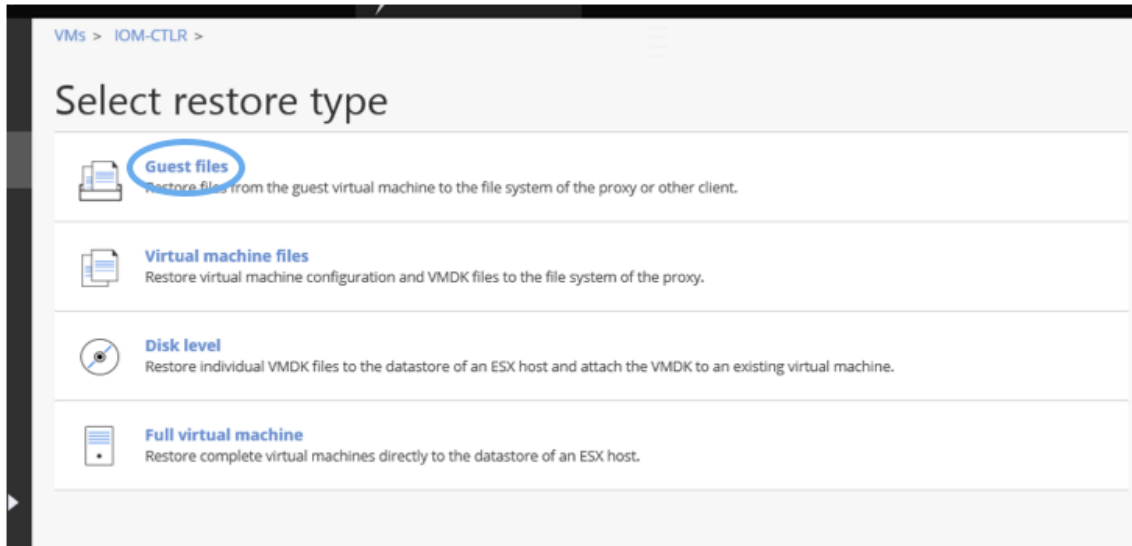 VMs > IOM-CTLR >
Select restore type
Guest files
Restore files from the guest virtual machine to the file system of the proxy or other client.
Virtual machine files
Restore virtual machine configuration and VMDK files to the file system of the proxy.
Disk level
Restore individual VMDK files to the datastore of an ESX host and attach the VMDK to an existing virtual machine.
Full virtual machine
Restore complete virtual machines directly to the datastore of an ESX host.